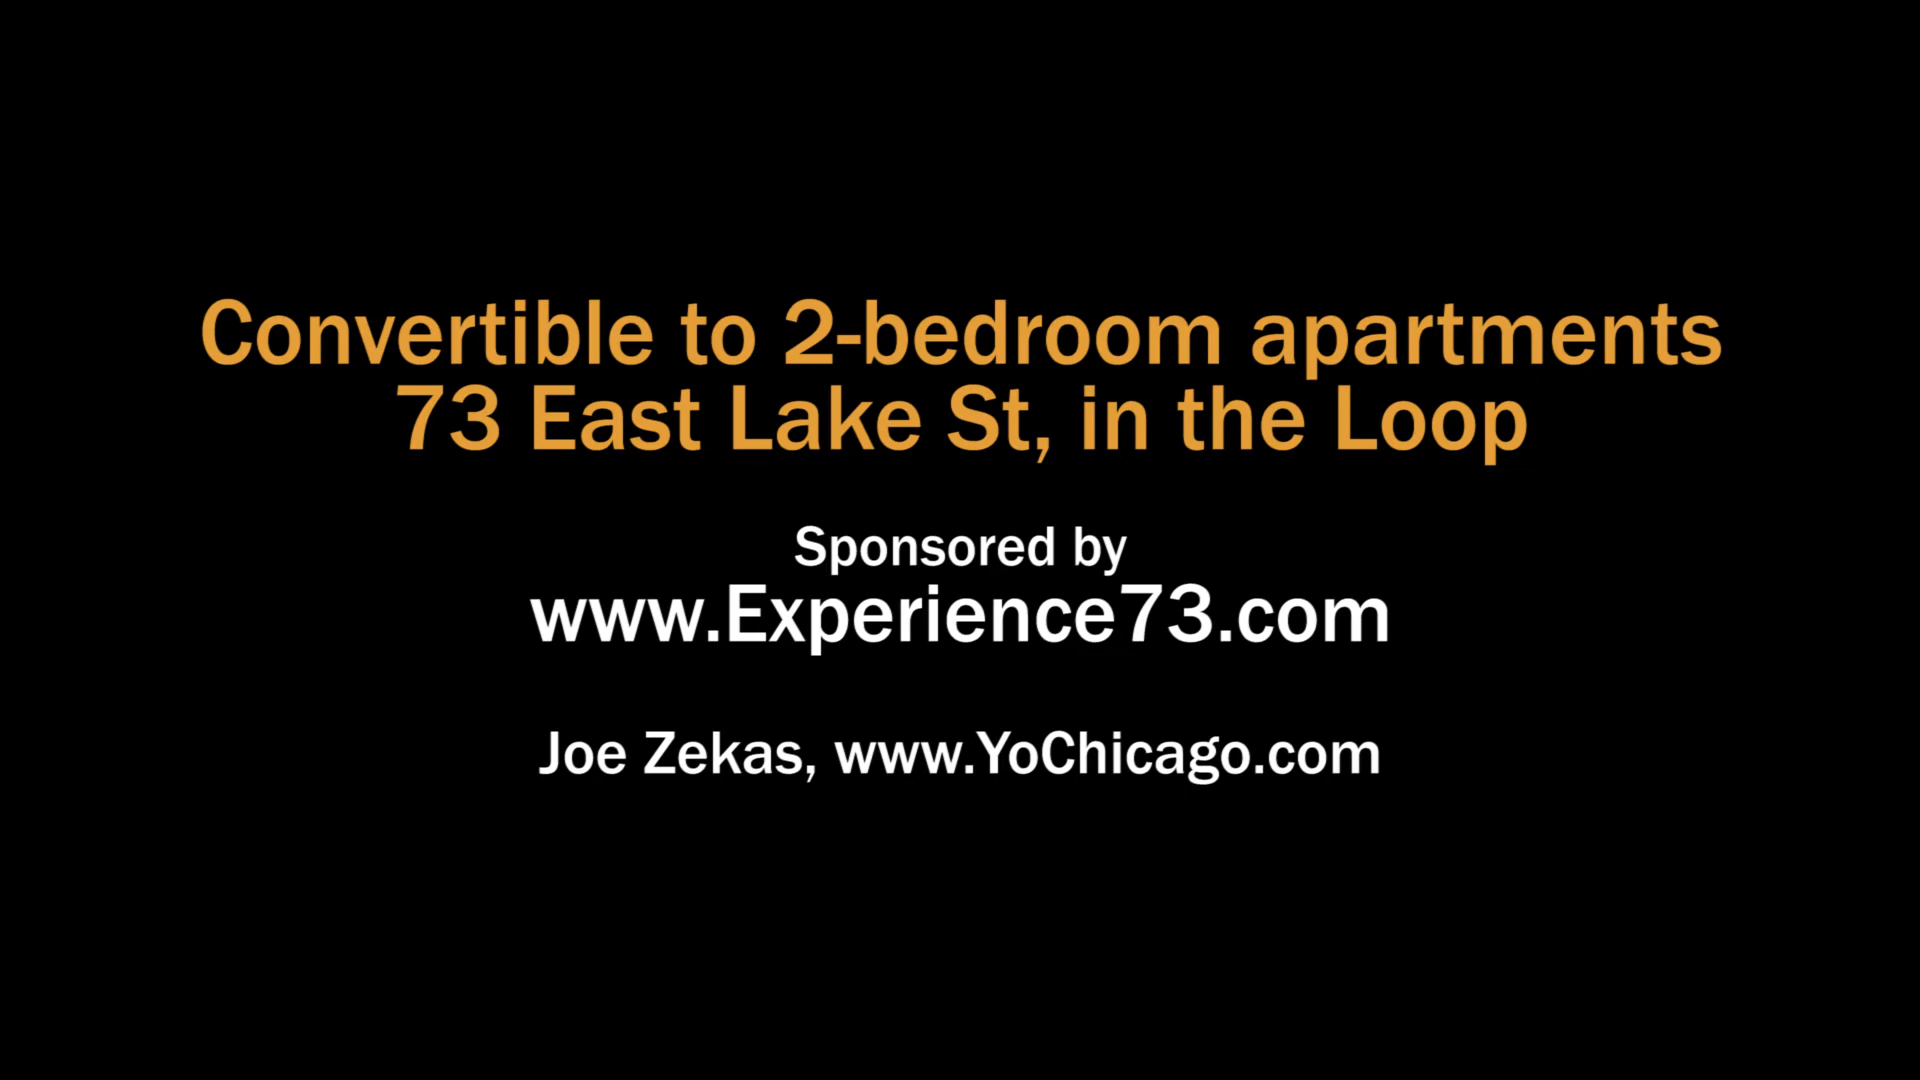 Convertible to 2-bedroom apartments
73 East Lake St, in the Loop
Sponsored by
www.Experience73.com
Joe Zekas, www.YoChicago.com